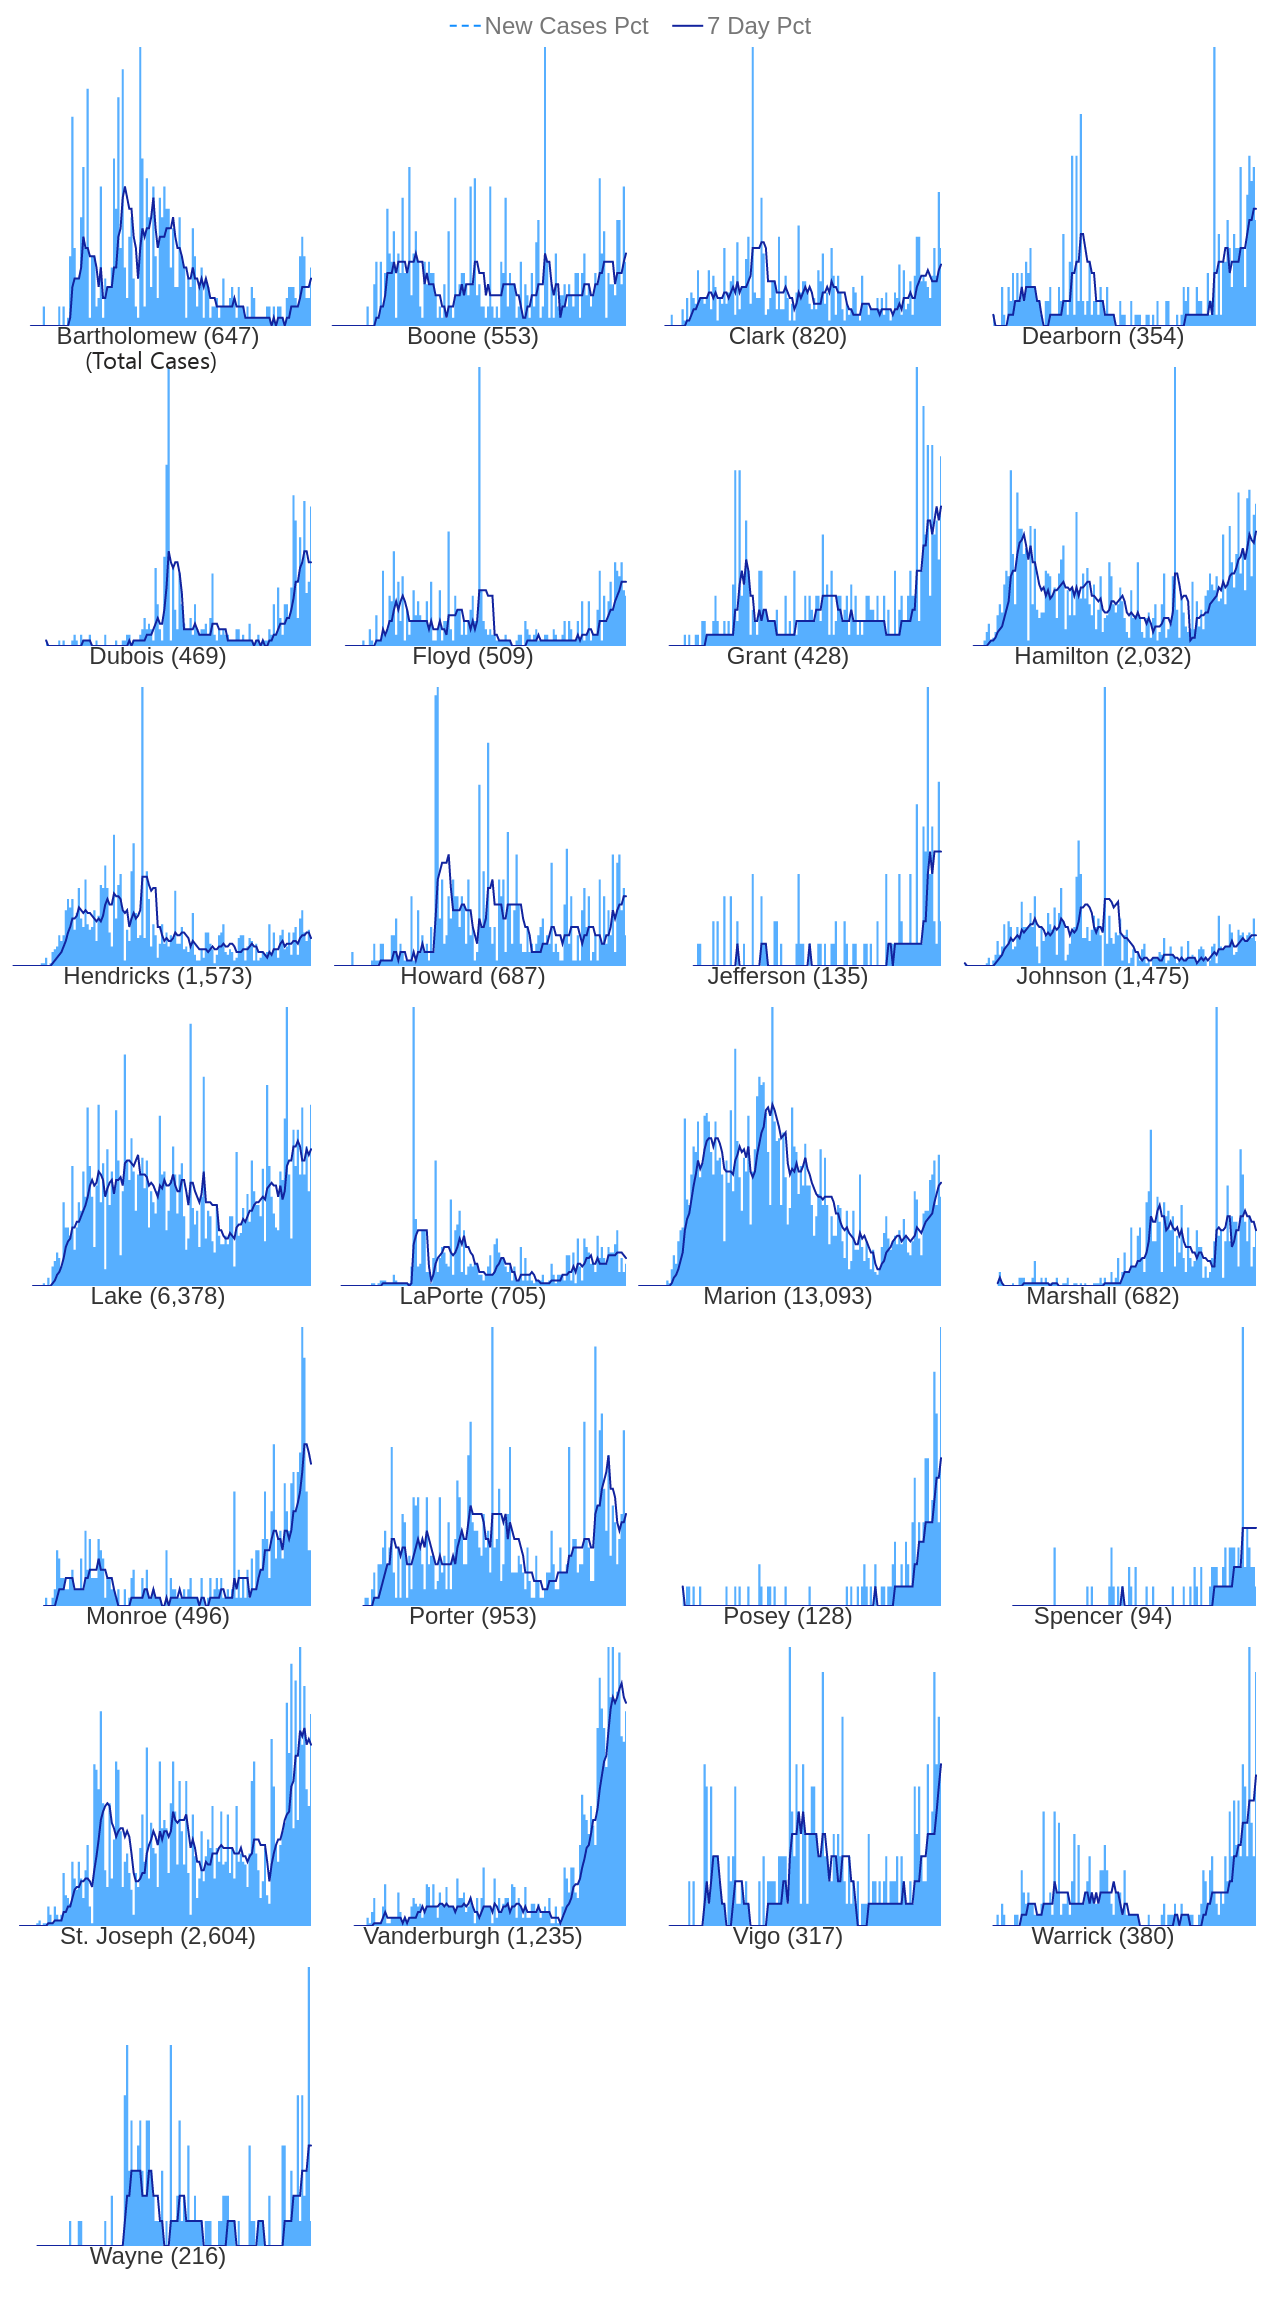 New Cases Pct 7 Day Pct
Bartholomew (647) Boone (553) Clark (820) Dearborn (354)
(Total Cases)
Dubois (469) Floyd (509) Grant (428) Hamilton (2,032)
Hendricks (1,573) Howard (687) Jefferson (135) Johnson (1,475)
Lake (6,378) LaPorte (705) Marion (13,093) Marshall (682)
Monroe (496) Porter (953) Posey (128) Spencer (94)
St. Joseph (2,604) Vanderburgh (1,235) Vigo (317) Warrick (380)
Wayne (216)